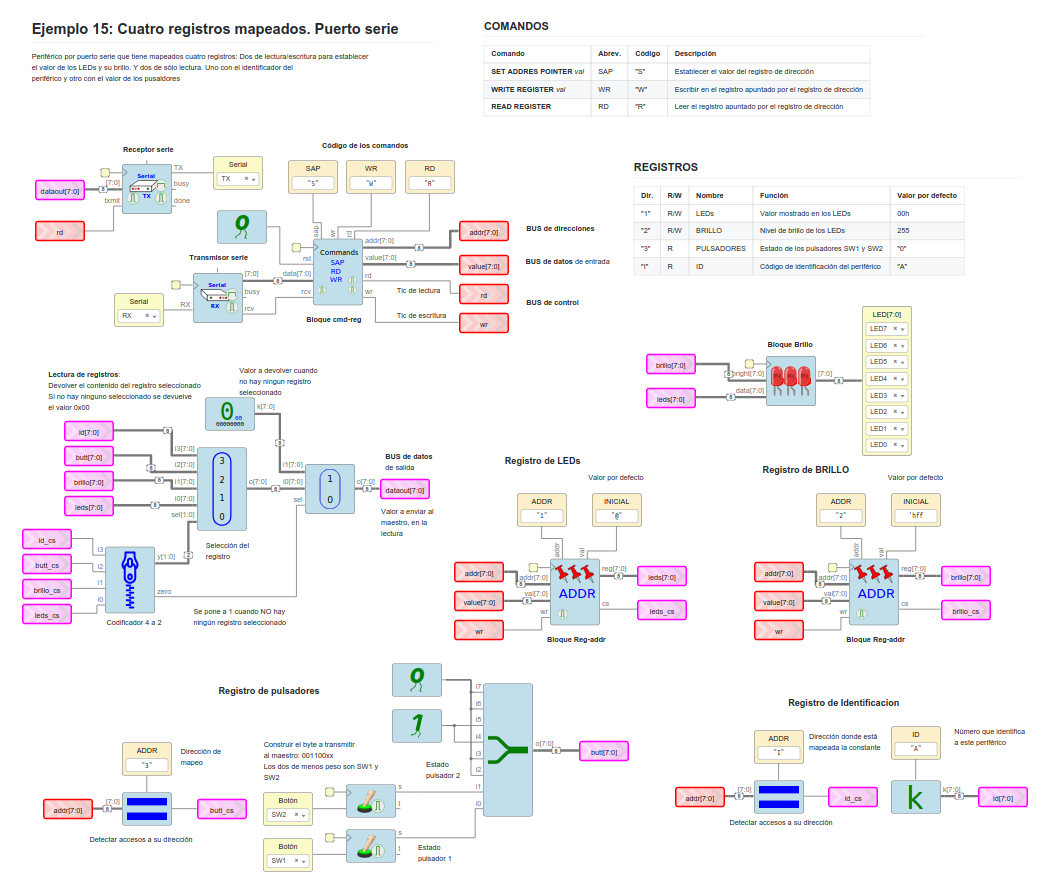 Ejemplo 15: Cuatro registros mapeados. Puerto serie
Periférico por puerto serie que tiene mapeados cuatro registros: Dos de lectura/escritura para establecer
el valor de los LEDs y su brillo. Y dos de sólo lectura. Uno con el identificador del
periférico y otro con el valor de los pusaldores
COMANDOS
Comando Abrev. Código Descripción
SET ADDRES POINTER val SAP "S" Establecer el valor del registro de dirección
WRITE REGISTER val WR "W" Escribir en el registro apuntado por el registro de dirección
READ REGISTER RD "R" Leer el registro apuntado por el registro de dirección
REGISTROS
Dir. R/W Nombre Función Valor por defecto
"1" R/W LEDs Valor mostrado en los LEDs 00h
"2" R/W BRILLO Nivel de brillo de los LEDs 255
"3" R PULSADORES Estado de los pulsadores SW1 y SW2 "0"
"I" R ID Código de identificación del periférico "A"
Receptor serie
dataout[7:0]
[7:0]
8
txmit
rd
Serial
TX
TX
busy
done
Serial
TX
Código de los comandos
SAP
"S"
WR
"W"
RD
"R"
0
sap
wr
rd
rst
data[7:0]
rcv
Commands
SAP
RD
WR
addr[7:0]
value[7:0]
rd
wr
8
8
Tic de lectura
Tic de escritura
Bloque cmd-reg
addr[7:0]
value[7:0]
rd
wr
BUS de direcciones
BUS de datos de entrada
BUS de control
Transmisor serie
Serial
RX
RX
Serial
RX
[7:0]
8
busy
rcv
Bloque Brillo
brillo[7:0]
leds[7:0]
bright[7:0]
8
data[7:0]
8
[7:0]
8
LED[7:0]
LED7
LED6
LED5
LED4
LED3
LED2
LED1
LED0
Lectura de registros:
Devolver el contenido del registro seleccionado
Si no hay ninguno seleccionado se devuelve
el valor 0x00
Valor a devolver cuando
no hay ningun registro
seleccionado
0
00
00000000
k[7:0]
8
id[7:0]
butt[7:0]
brillo[7:0]
leds[7:0]
8
8
8
8
i3[7:0]
i2[7:0]
i1[7:0]
i0[7:0]
sel[1:0]
3
2
1
0
o[7:0]
8
i1[7:0]
i0[7:0]
sel
1
0
o[7:0]
8
dataout[7:0]
BUS de datos
de salida
Valor a enviar al
maestro, en la
lectura
Selección del
registro
id_cs
butt_cs
brillo_cs
leds_cs
i3
i2
i1
i0
y[1:0]
2
zero
Codificador 4 a 2
Se pone a 1 cuando NO hay
ningún registro seleccionado
Registro de LEDs
Valor por defecto
ADDR
"1"
INICIAL
"@"
addr
val
addr[7:0]
value[7:0]
wr
addr[7:0]
8
val[7:0]
8
wr
ADDR
reg[7:0]
8
cs
leds[7:0]
leds_cs
Bloque Reg-addr
Registro de BRILLO
Valor por defecto
ADDR
"2"
INICIAL
'hff
addr
val
addr[7:0]
value[7:0]
wr
addr[7:0]
8
val[7:0]
8
wr
ADDR
reg[7:0]
8
cs
brillo[7:0]
brillo_cs
Bloque Reg-addr
Registro de pulsadores
ADDR
"3"
Dirección de
mapeo
addr[7:0]
[7:0]
8
butt_cs
Detectar accesos a su dirección
Construir el byte a transmitir
al maestro: 001100xx
Los dos de menos peso son SW1 y
SW2
0
1
Estado
pulsador 2
Botón
SW2
s
t
Botón
SW1
s
t
Estado
pulsador 1
i7
i6
i5
i4
i3
i2
i1
i0
o[7:0]
8
butt[7:0]
Registro de Identificacion
ADDR
"I"
Dirección donde está
mapeada la constante
ID
"A"
Número que identifica
a este periférico
addr[7:0]
[7:0]
8
id_cs
k
k[7:0]
8
id[7:0]
Detectar accesos a su dirección